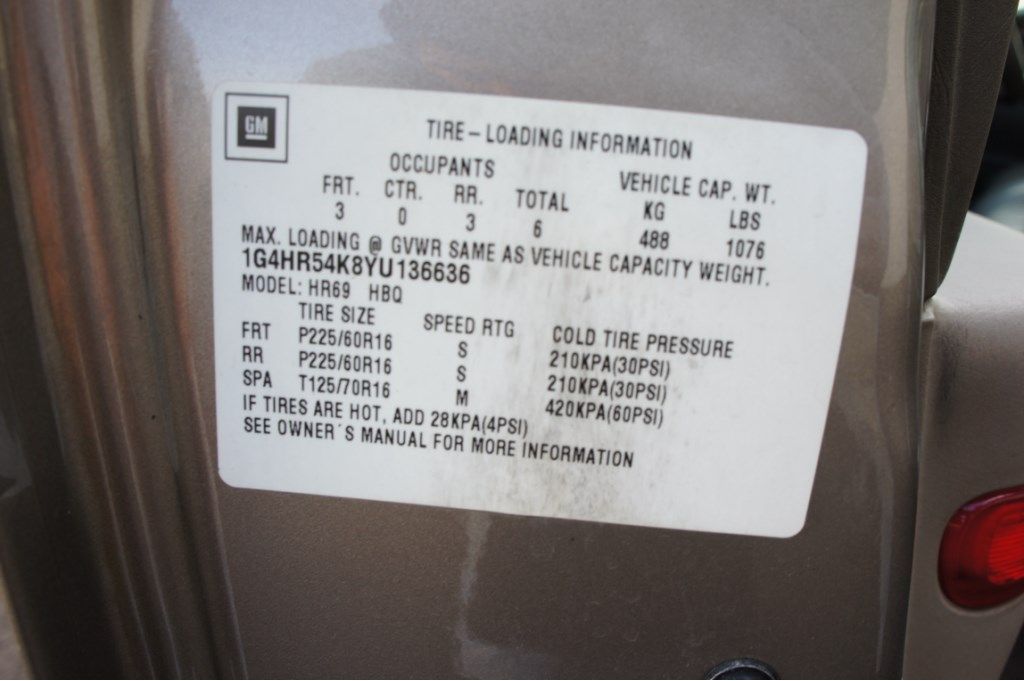 GM
TIRE-LOADING INFORMATION
OCCUPANTS VEHICLE CAP. WT.
FRT. CTR. RR. TOTAL KG LBS
3 0 3 6 488 1076
MAX. LOADING @ GVWR SAME AS VEHICLE CAPACITY WEIGHT.
1G4HR54K8YU136636
MODEL: HR69 HBQ
TIRE SIZE SPEED RTG COLD TIRE PRESSURE
FRT P225/60R16 S 210KPA(30PSI)
RR P225/60R16 S 210KPA(30PSI)
SPA T125/70R16 M 420KPA(60PSI)
IF TIRES ARE HOT, ADD 28KPA(4PSI)
SEE OWNER´S MANUAL FOR MORE INFORMATION